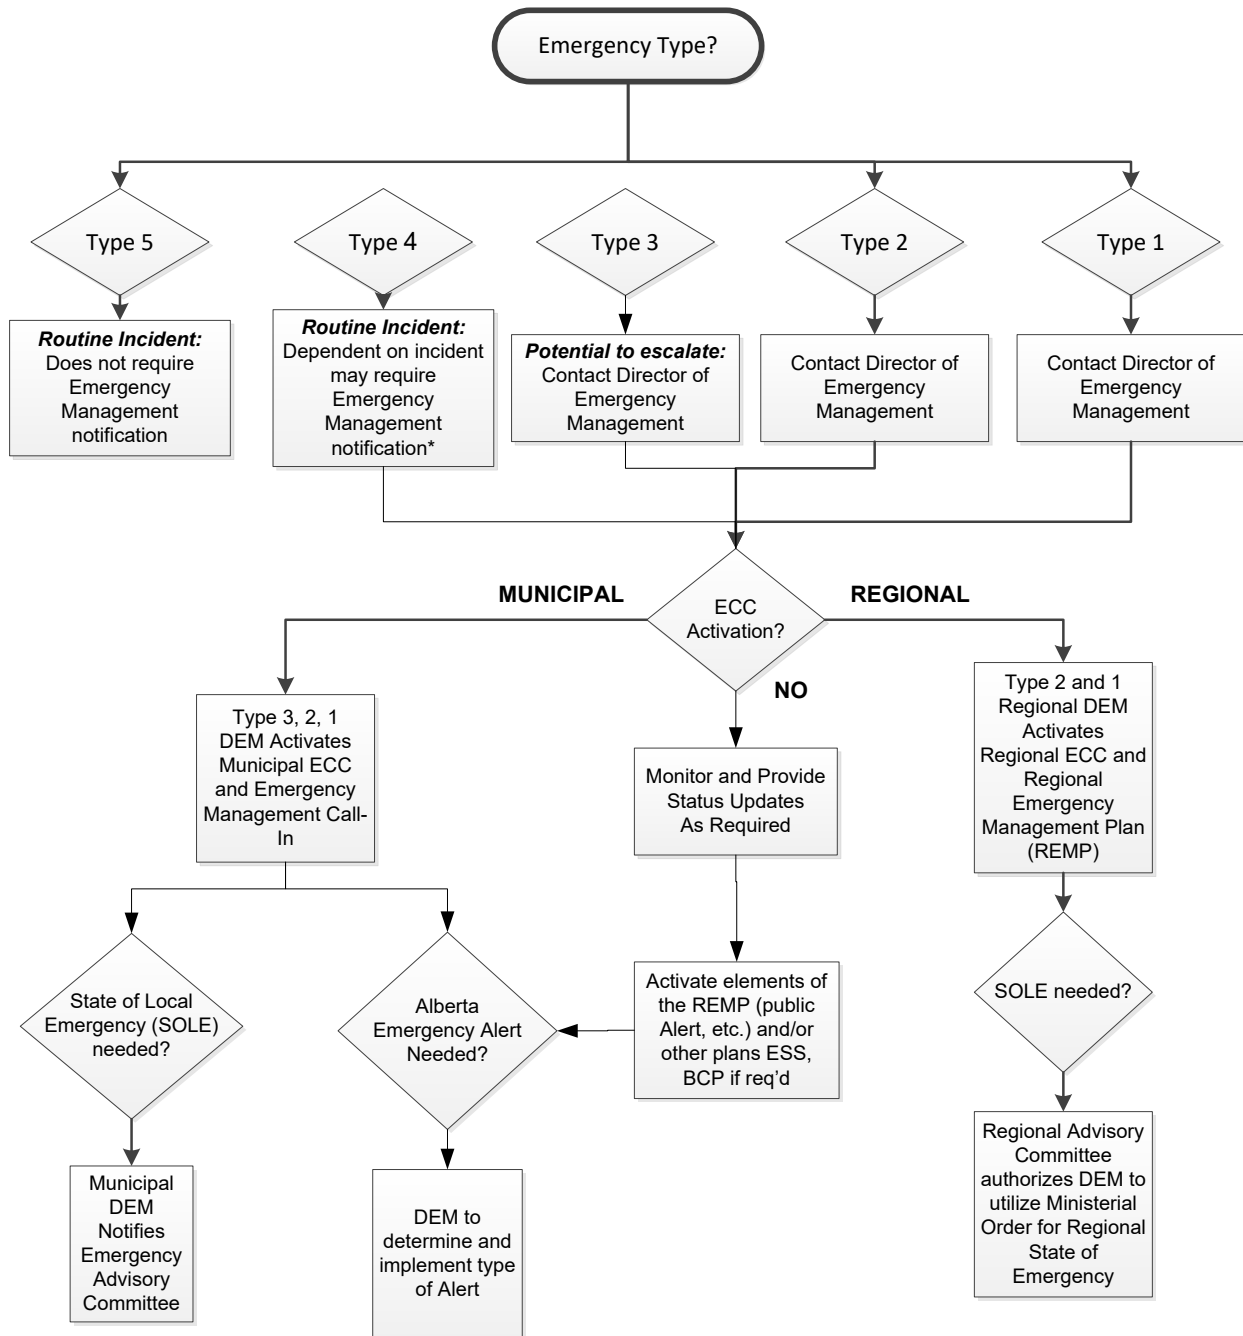 Emergency Type?
Type 5
Type 4
Type 3
Type 2
Type 1
Routine Incident:
Does not require
Emergency
Management
notification
Routine Incident:
Dependent on incident
may require
Emergency
Management
notification*
Potential to escalate:
Contact Director of
Emergency
Management
Contact Director of
Emergency
Management
Contact Director of
Emergency
Management
MUNICIPAL
ECC
Activation?
REGIONAL
NO
Type 3, 2, 1
DEM Activates
Municipal ECC
and Emergency
Management Call-
In
Monitor and Provide
Status Updates
As Required
Type 2 and 1
Regional DEM
Activates
Regional ECC and
Regional
Emergency
Management Plan
(REMP)
State of Local
Emergency (SOLE)
needed?
Alberta
Emergency Alert
Needed?
Activate elements of
the REMP (public
Alert, etc.) and/or
other plans ESS,
BCP if req’d
SOLE needed?
Municipal
DEM
Notifies
Emergency
Advisory
Committee
DEM to
determine and
implement type
of Alert
Regional Advisory
Committee
authorizes DEM to
utilize Ministerial
Order for Regional
State of
Emergency